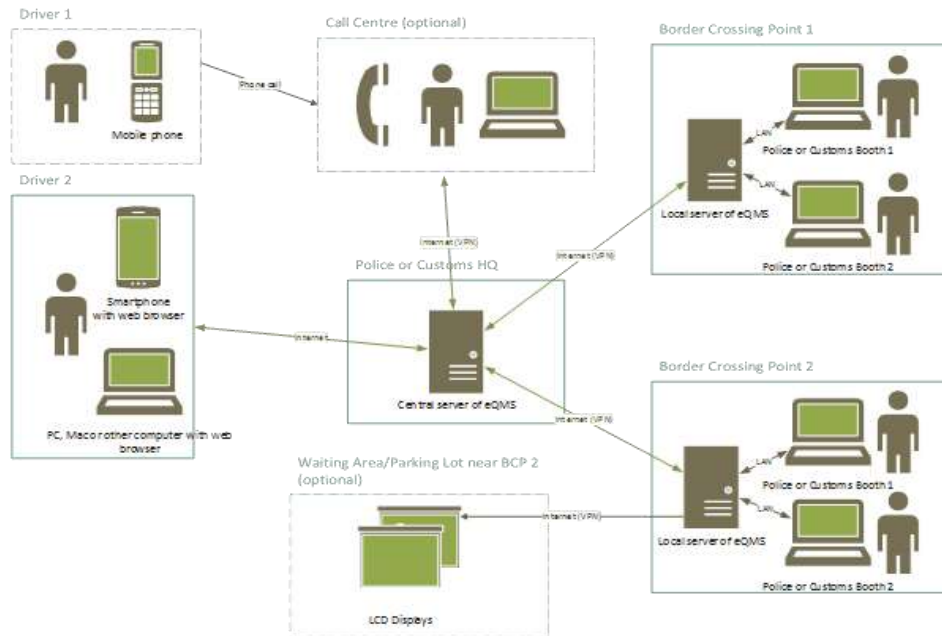 Driver 1
Mobile phone
Phone call
Call Centre (optional)
Border Crossing Point 1
LAN
Police or Customs Booth 1
LAN
Local server of eQMS
Police or Customs Booth 2
Driver 2
Smartphone
with web browser
PC, Mac or other computer with web
browser
Internet
Internet (VPN)
Internet (VPN)
Police or Customs HQ
Central server of eQMS
Internet (VPN)
Border Crossing Point 2
LAN
Police or Customs Booth 1
LAN
Local server of eQMS
Police or Customs Booth 2
Waiting Area/Parking Lot near BCP 2
(optional)
Internet (VPN)
LCD Displays